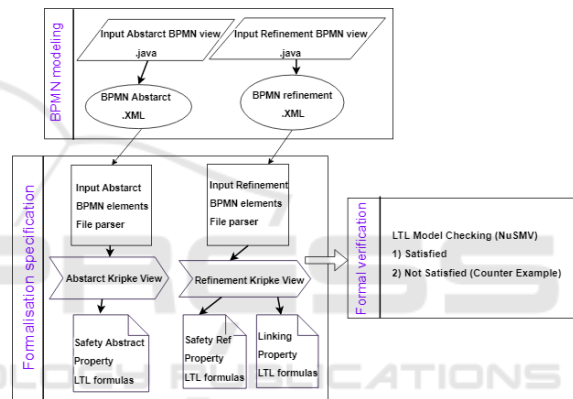 BPMN modeling
Input Abstarct BPMN view
.java
Input Refinement BPMN view
.java
BPMN Abstarct
.XML
BPMN refinement
.XML
Formalisation specification
Input Abstarct
BPMN elements
File parser
Input Refinement
BPMN elements
File parser
Abstarct Kripke View
Refinement Kripke View
Safety Abstract
Property
LTL formulas
Safety Ref
Property
LTL formulas
Linking
Property
LTL formulas
Formal verification
LTL Model Checking (NuSMV)
1) Satisfied
2) Not Satisfied (Counter Example)